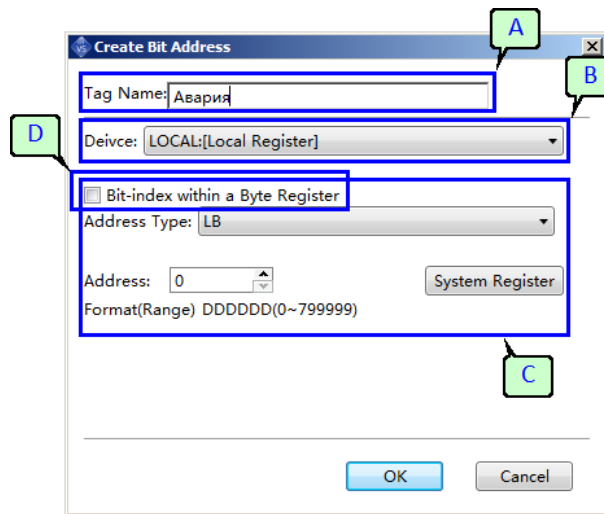 A
Create Bit Address
B
Tag Name: Авария
D
Deivce: LOCAL:[Local Register]
Bit-index within a Byte Register
Address Type: LB
Address: 0 System Register
Format(Range) DDDDDD(0~799999)
C
OK Cancel